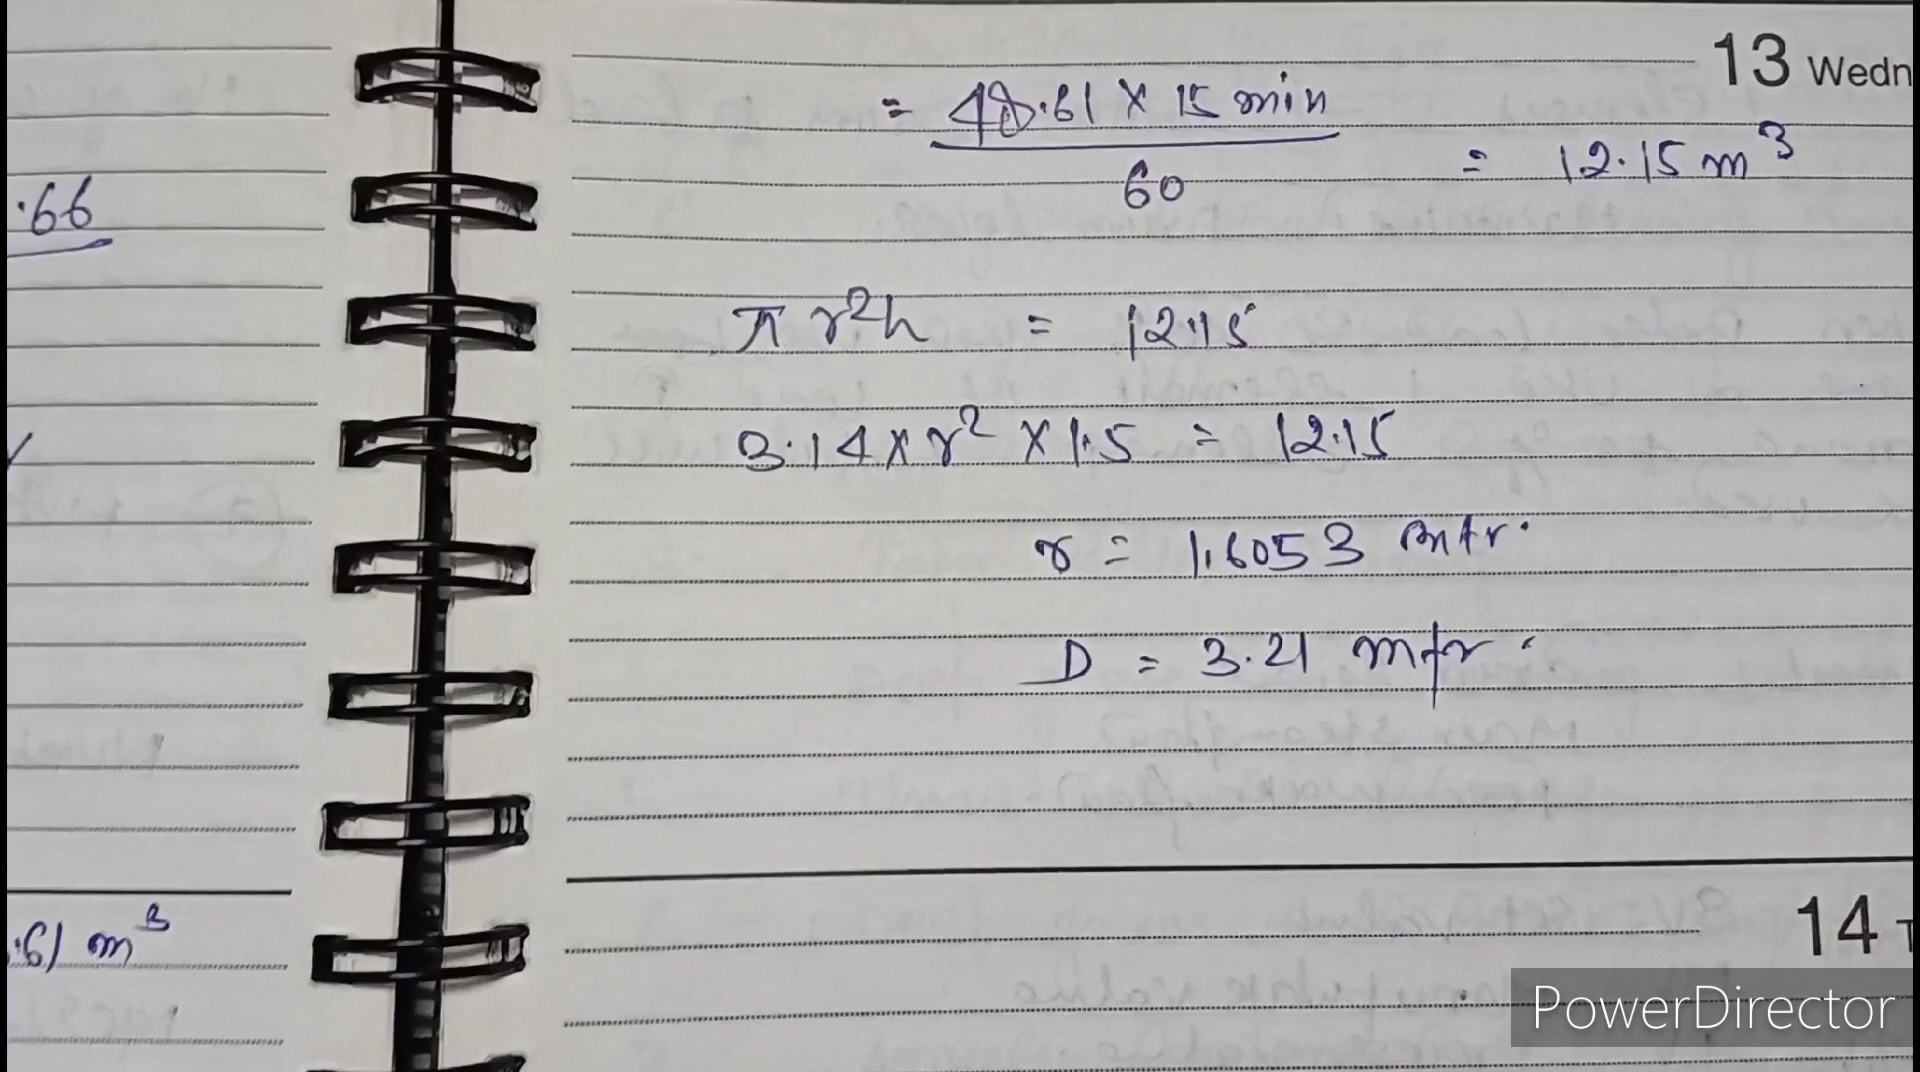 13 Wedn
= 48.61 × 15 min
60
= 12.15 m³
.66
π r²h = 12.15
3.14 × r² × 1.5 = 12.15
r = 1.6053 mtr.
D = 3.21 mtr.
.61 m³
14 T
PowerDirector